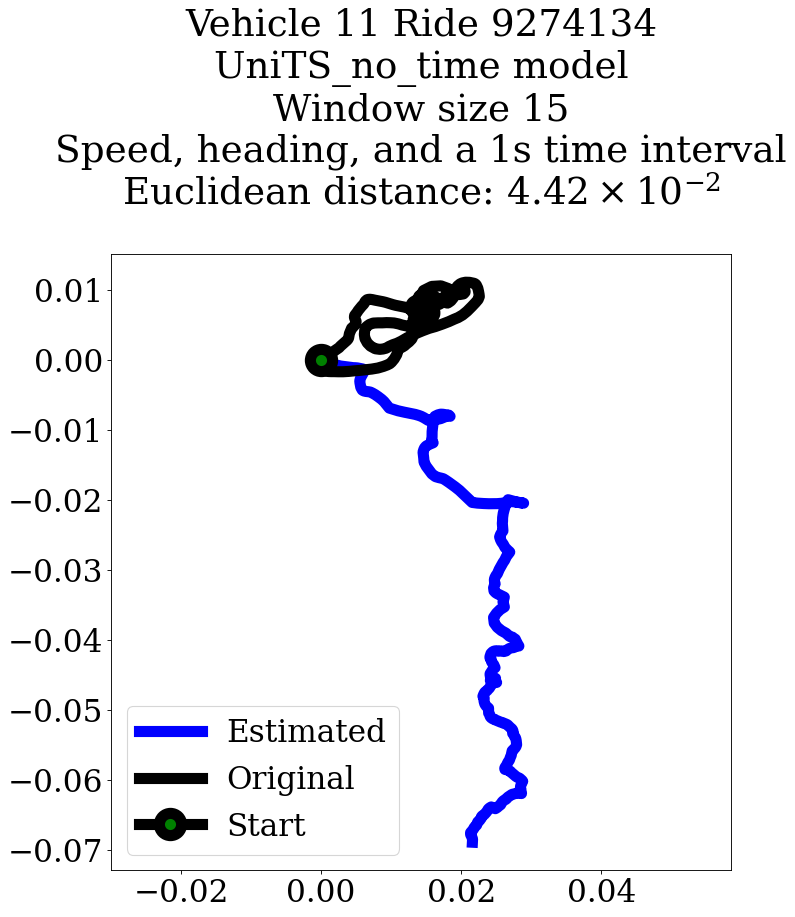 Vehicle 11 Ride 9274134
UniTS_no_time model
Window size 15
Speed, heading, and a 1s time interval
Euclidean distance: 4.42 × 10⁻²
0.01
0.00
−0.01
−0.02
−0.03
−0.04
−0.05
−0.06
−0.07
Estimated
Original
Start
−0.02 0.00 0.02 0.04